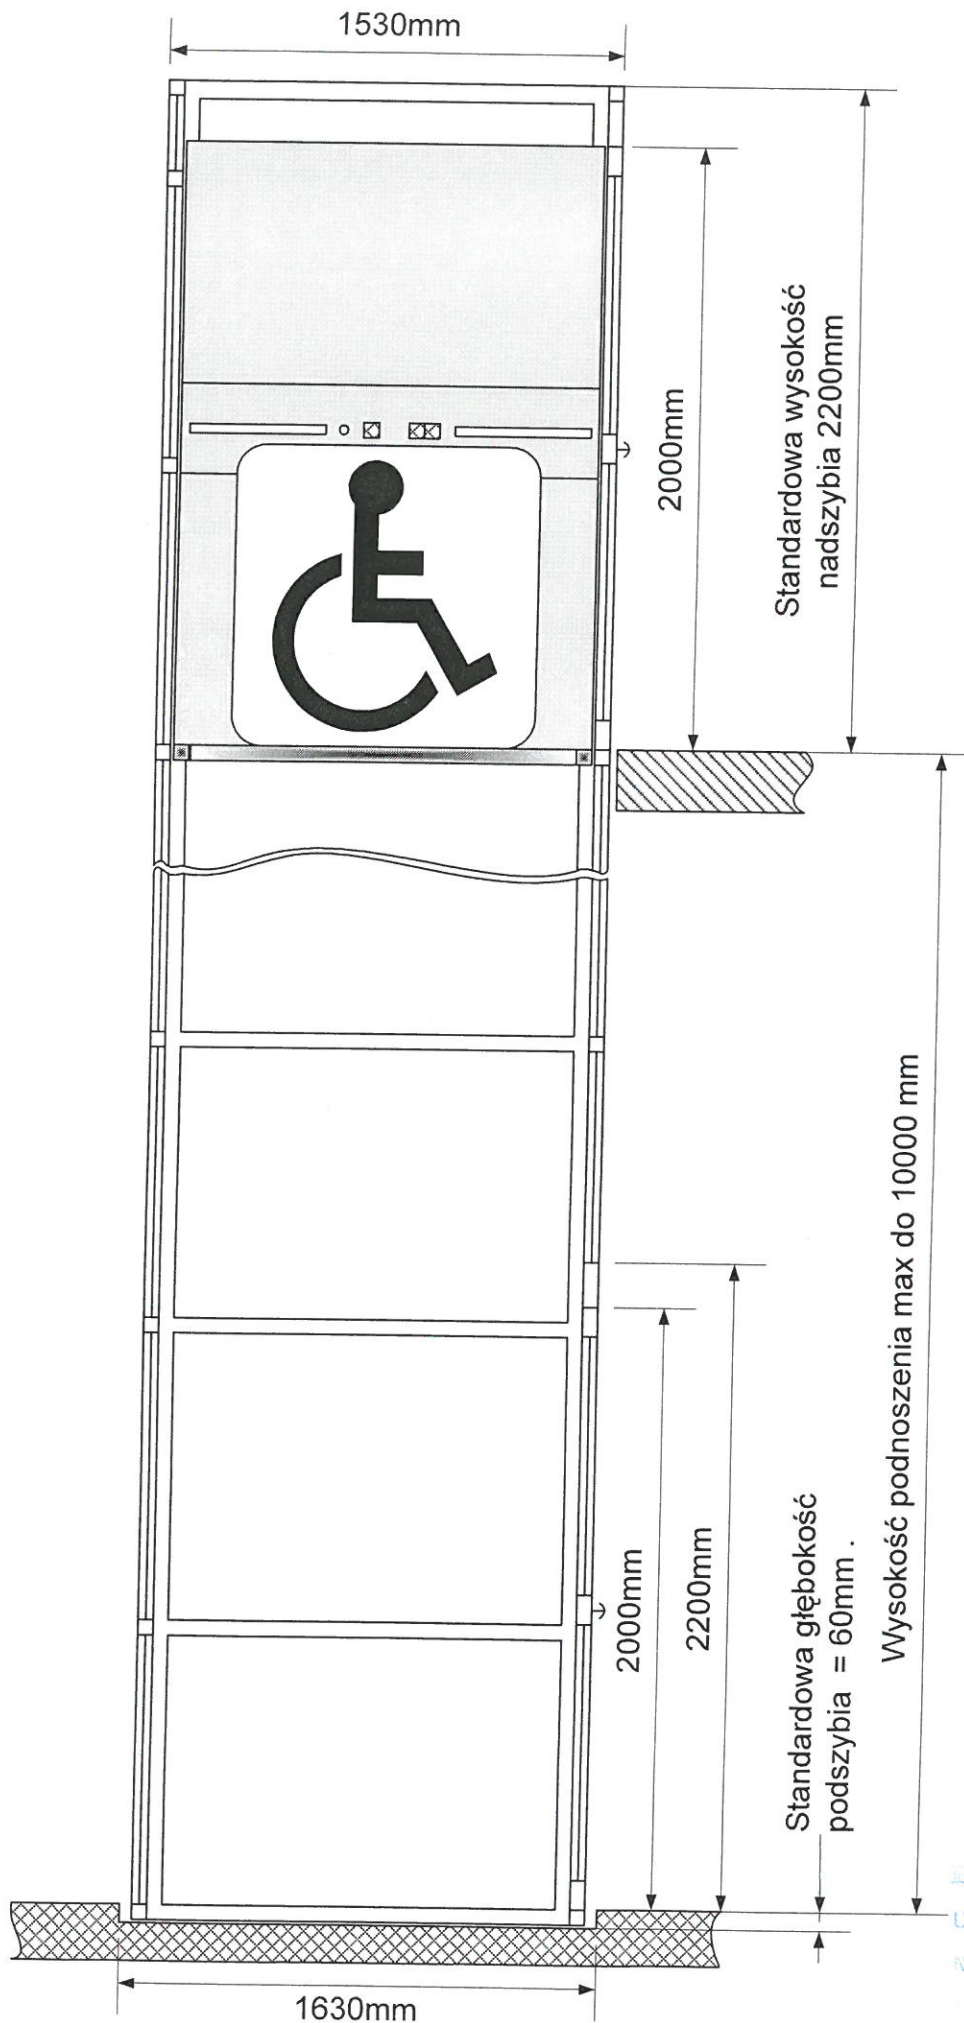 1530mm
2000mm
Standardowa wysokość
nadszybia 2200mm
Wysokość podnoszenia max do 10000 mm
2000mm
2200mm
Standardowa głębokość
podszybia = 60mm .
1630mm